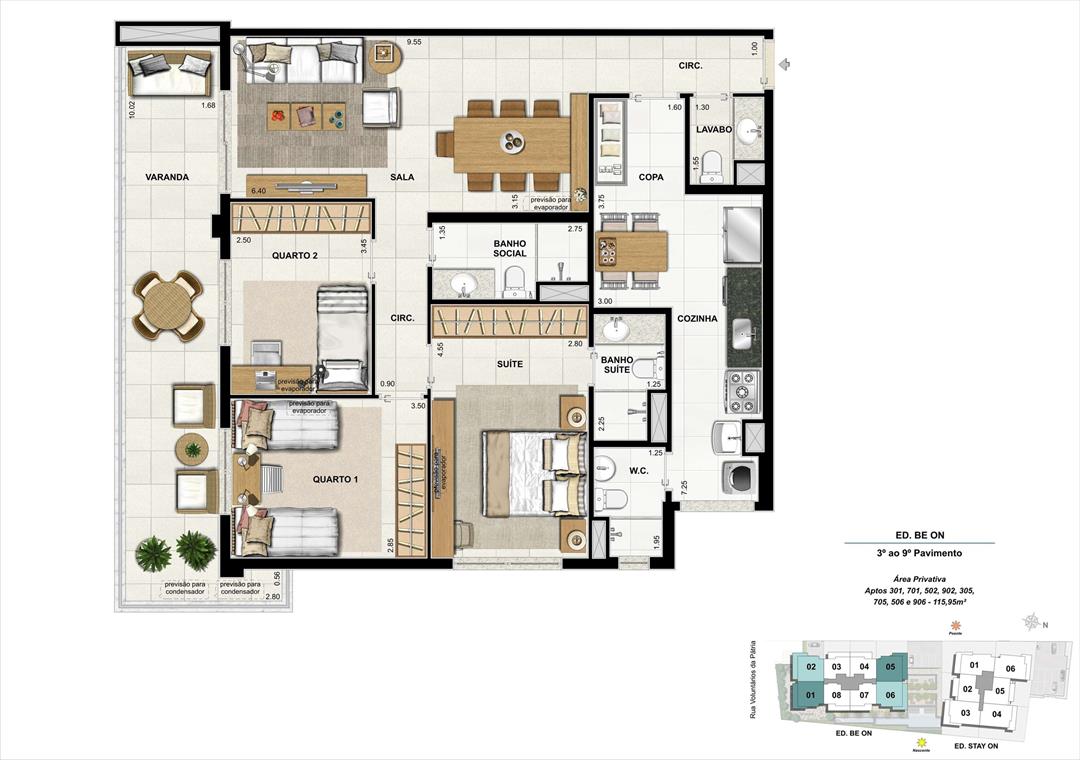 9.55
1.00
CIRC.
10.02
1.68
1.60
1.30
LAVABO
1.55
VARANDA
SALA
COPA
6.40
3.15
previsão para
evaporador
3.75
2.50
3.45
1.35
2.75
QUARTO 2
BANHO
SOCIAL
3.00
CIRC.
COZINHA
4.55
2.80
SUÍTE
BANHO
SUÍTE
1.25
previsão para
evaporador
0.90
previsão para
evaporador
3.50
2.25
previsão para
evaporador
1.25
W.C.
QUARTO 1
7.25
2.85
1.95
previsão para
condensador
previsão para
condensador
0.56
2.80
ED. BE ON
3º ao 9º Pavimento
Área Privativa
Aptos 301, 701, 502, 902, 305,
705, 506 e 906 - 115,95m²
Poente
N
Rua Voluntários da Pátria
02 03 04 05
01 08 07 06
01 06
02 05
03 04
ED. BE ON
Nascente
ED. STAY ON